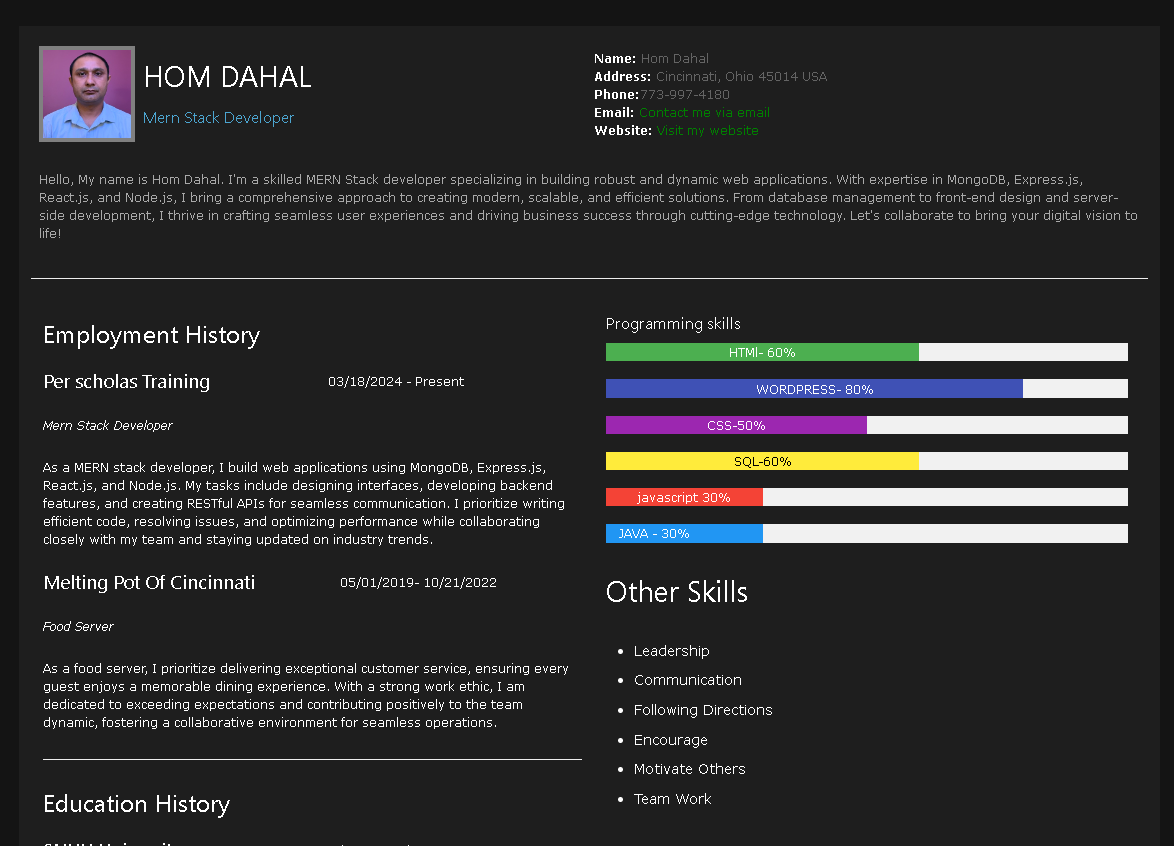 HOM DAHAL
Mern Stack Developer
Name: Hom Dahal
Address: Cincinnati, Ohio 45014 USA
Phone:773-997-4180
Email: Contact me via email
Website: Visit my website
Hello, My name is Hom Dahal. I'm a skilled MERN Stack developer specializing in building robust and dynamic web applications. With expertise in MongoDB, Express.js,
React.js, and Node.js, I bring a comprehensive approach to creating modern, scalable, and efficient solutions. From database management to front-end design and server-
side development, I thrive in crafting seamless user experiences and driving business success through cutting-edge technology. Let's collaborate to bring your digital vision to
life!
Employment History
Per scholas Training 03/18/2024 - Present
Mern Stack Developer
As a MERN stack developer, I build web applications using MongoDB, Express.js,
React.js, and Node.js. My tasks include designing interfaces, developing backend
features, and creating RESTful APIs for seamless communication. I prioritize writing
efficient code, resolving issues, and optimizing performance while collaborating
closely with my team and staying updated on industry trends.
Melting Pot Of Cincinnati 05/01/2019- 10/21/2022
Food Server
As a food server, I prioritize delivering exceptional customer service, ensuring every
guest enjoys a memorable dining experience. With a strong work ethic, I am
dedicated to exceeding expectations and contributing positively to the team
dynamic, fostering a collaborative environment for seamless operations.
Education History
Programming skills
HTMl- 60%
WORDPRESS- 80%
CSS-50%
SQL-60%
javascript 30%
JAVA - 30%
Other Skills
Leadership
Communication
Following Directions
Encourage
Motivate Others
Team Work